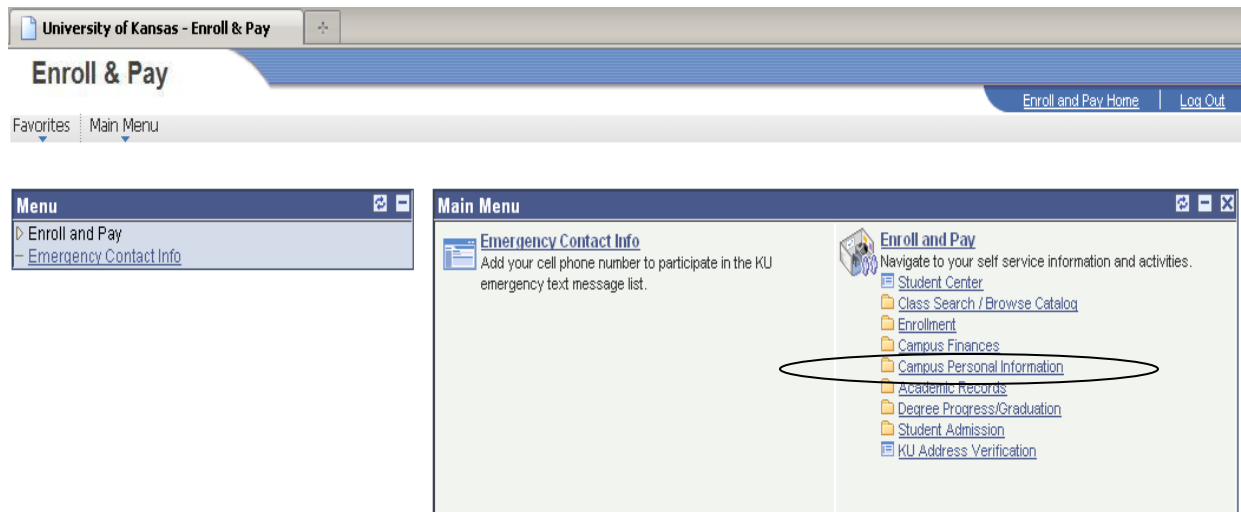 University of Kansas - Enroll & Pay
Enroll & Pay
Enroll and Pay Home | Log Out
Favorites Main Menu
Menu
Enroll and Pay
Emergency Contact Info
Main Menu
Emergency Contact Info
Add your cell phone number to participate in the KU
emergency text message list.
Enroll and Pay
Navigate to your self service information and activities.
Student Center
Class Search / Browse Catalog
Enrollment
Campus Finances
Campus Personal Information
Academic Records
Degree Progress/Graduation
Student Admission
KU Address Verification